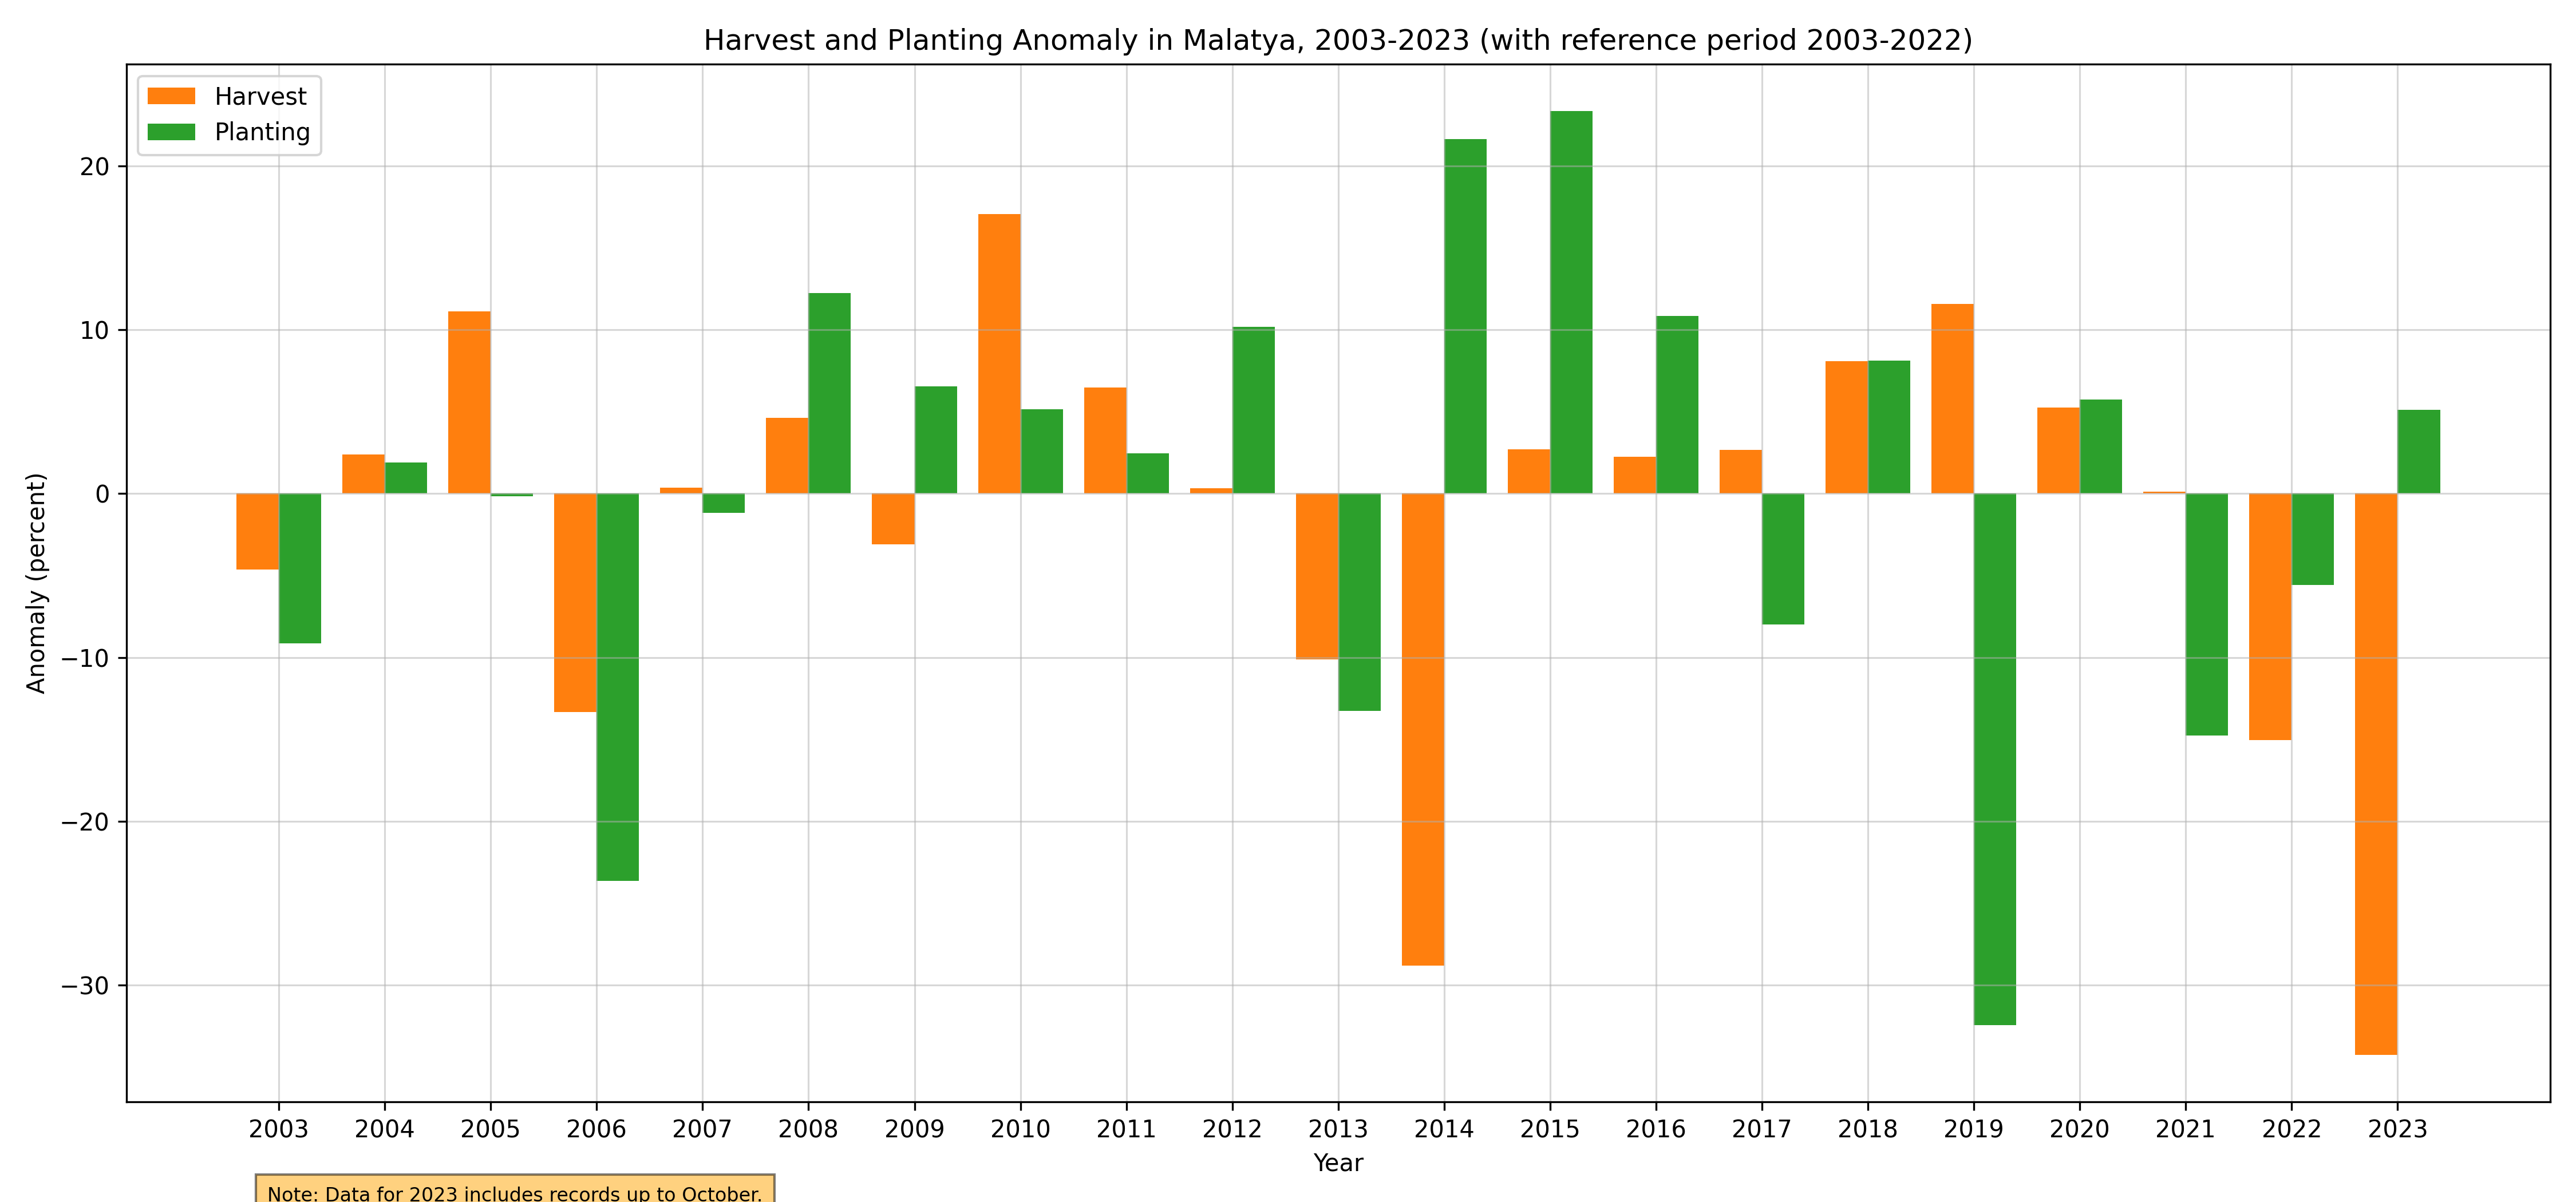 Harvest and Planting Anomaly in Malatya, 2003-2023 (with reference period 2003-2022)
Harvest
Planting
20
10
0
−10
−20
−30
Anomaly (percent)
2003 2004 2005 2006 2007 2008 2009 2010 2011 2012 2013 2014 2015 2016 2017 2018 2019 2020 2021 2022 2023
Year
Note: Data for 2023 includes records up to October.